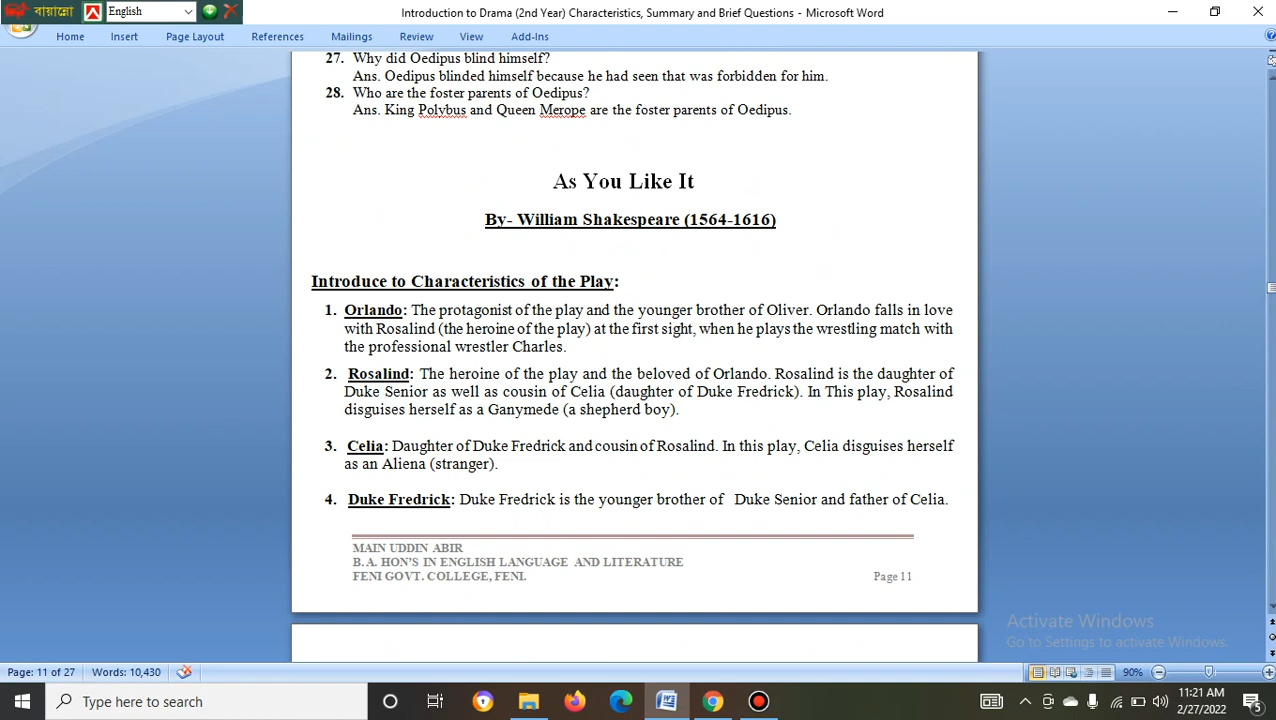 বায়ান্নো English Introduction to Drama (2nd Year) Characteristics, Summary and Brief Questions - Microsoft Word
Home Insert Page Layout References Mailings Review View Add-Ins
27. Why did Oedipus blind himself?
Ans. Oedipus blinded himself because he had seen that was forbidden for him.
28. Who are the foster parents of Oedipus?
Ans. King Polybus and Queen Merope are the foster parents of Oedipus.
As You Like It
By- William Shakespeare (1564-1616)
Introduce to Characteristics of the Play:
1. Orlando: The protagonist of the play and the younger brother of Oliver. Orlando falls in love
with Rosalind (the heroine of the play) at the first sight, when he plays the wrestling match with
the professional wrestler Charles.
2. Rosalind: The heroine of the play and the beloved of Orlando. Rosalind is the daughter of
Duke Senior as well as cousin of Celia (daughter of Duke Fredrick). In This play, Rosalind
disguises herself as a Ganymede (a shepherd boy).
3. Celia: Daughter of Duke Fredrick and cousin of Rosalind. In this play, Celia disguises herself
as an Aliena (stranger).
4. Duke Fredrick: Duke Fredrick is the younger brother of Duke Senior and father of Celia.
MAIN UDDIN ABIR
B. A. HON'S IN ENGLISH LANGUAGE AND LITERATURE
FENI GOVT. COLLEGE, FENI. Page 11
Activate Windows
Go to Settings to activate Windows.
Page: 11 of 27 Words: 10,430 90%
Type here to search
11:21 AM
2/27/2022 5